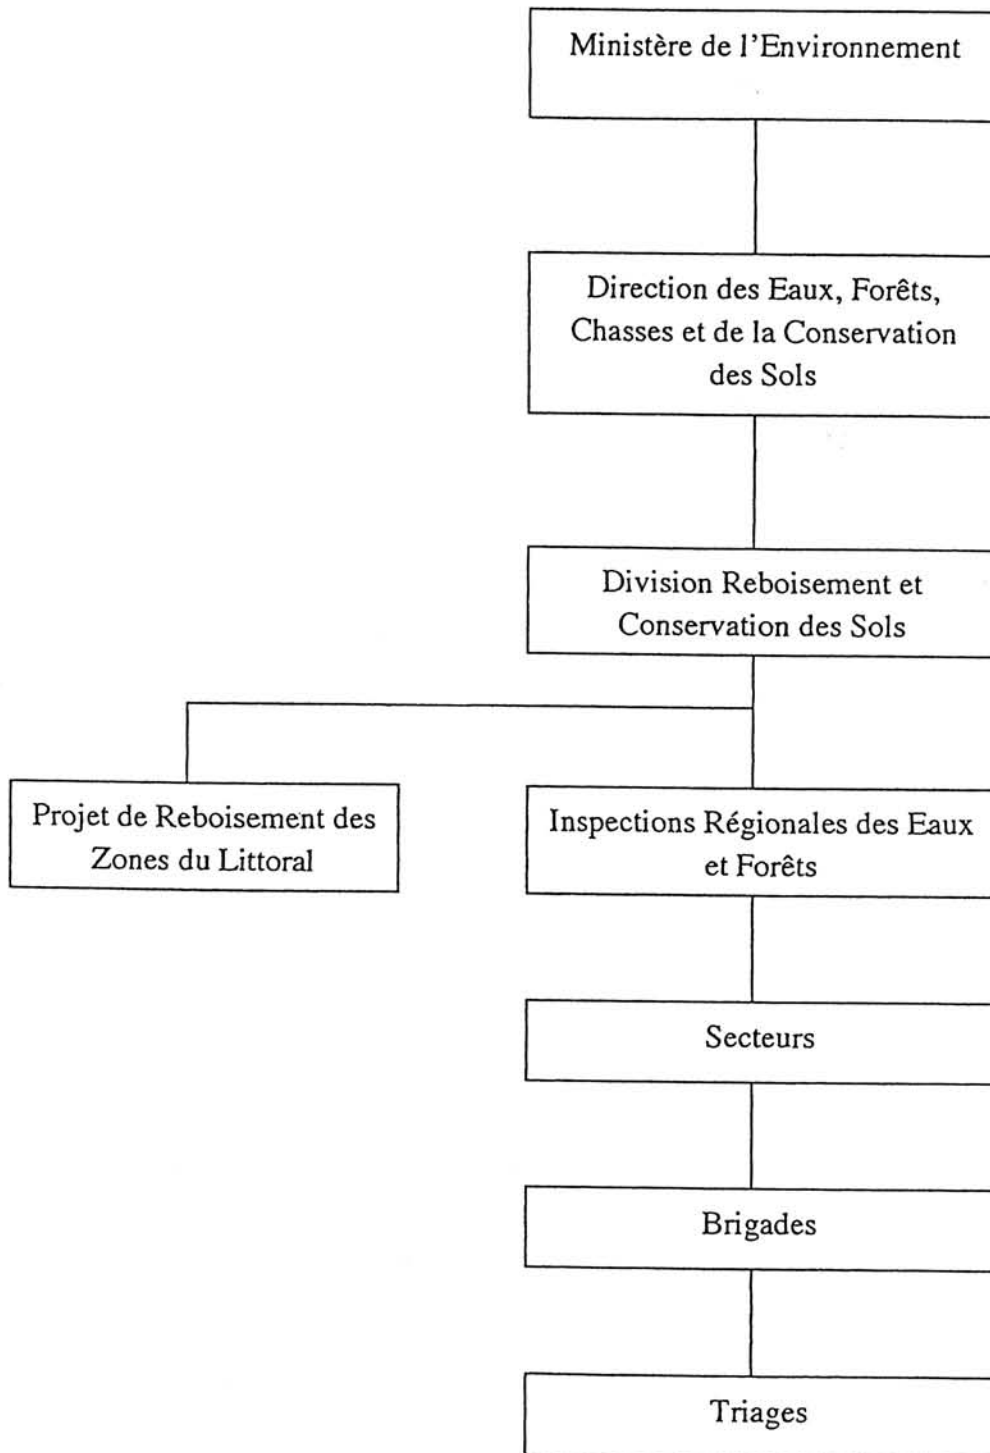 Ministère de l'Environnement
Direction des Eaux, Forêts,
Chasses et de la Conservation
des Sols
Division Reboisement et
Conservation des Sols
Projet de Reboisement des
Zones du Littoral
Inspections Régionales des Eaux
et Forêts
Secteurs
Brigades
Triages